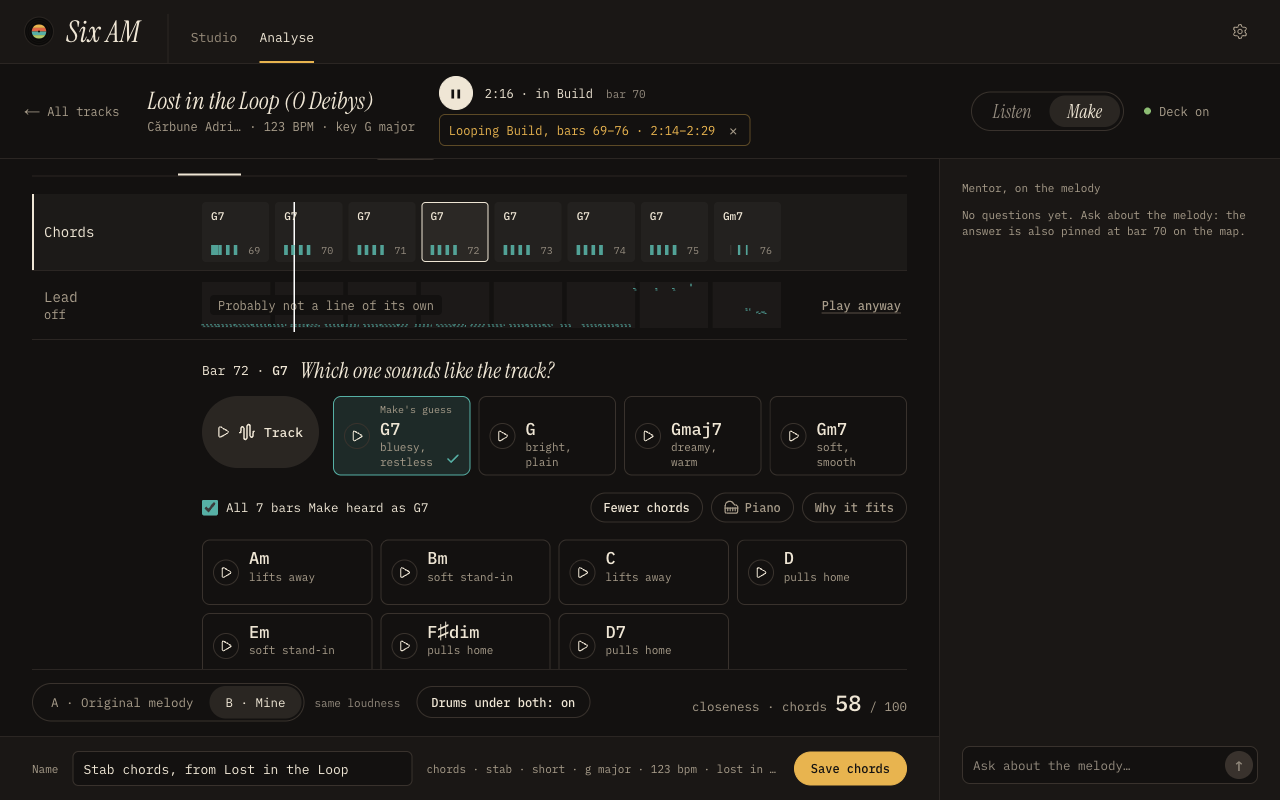 Six AM
Studio
Analyse
← All tracks
Lost in the Loop (O Deibys)
Cărbune Adri… · 123 BPM · key G major
2:16 · in Build bar 70
Looping Build, bars 69–76 · 2:14–2:29 ×
Listen
Make
Deck on
Chords
G7 69
G7 70
G7 71
G7 72
G7 73
G7 74
G7 75
Gm7 76
Lead
off
Probably not a line of its own
Play anyway
Bar 72 · G7 Which one sounds like the track?
Track
Make's guess
G7
bluesy,
restless
G
bright,
plain
Gmaj7
dreamy,
warm
Gm7
soft,
smooth
All 7 bars Make heard as G7
Fewer chords
Piano
Why it fits
Am
lifts away
Bm
soft stand-in
C
lifts away
D
pulls home
Em
soft stand-in
F♯dim
pulls home
D7
pulls home
A · Original melody
B · Mine
same loudness
Drums under both: on
closeness · chords 58 / 100
Name
Stab chords, from Lost in the Loop
chords · stab · short · g major · 123 bpm · lost in …
Save chords
Mentor, on the melody
No questions yet. Ask about the melody: the
answer is also pinned at bar 70 on the map.
Ask about the melody…
↑